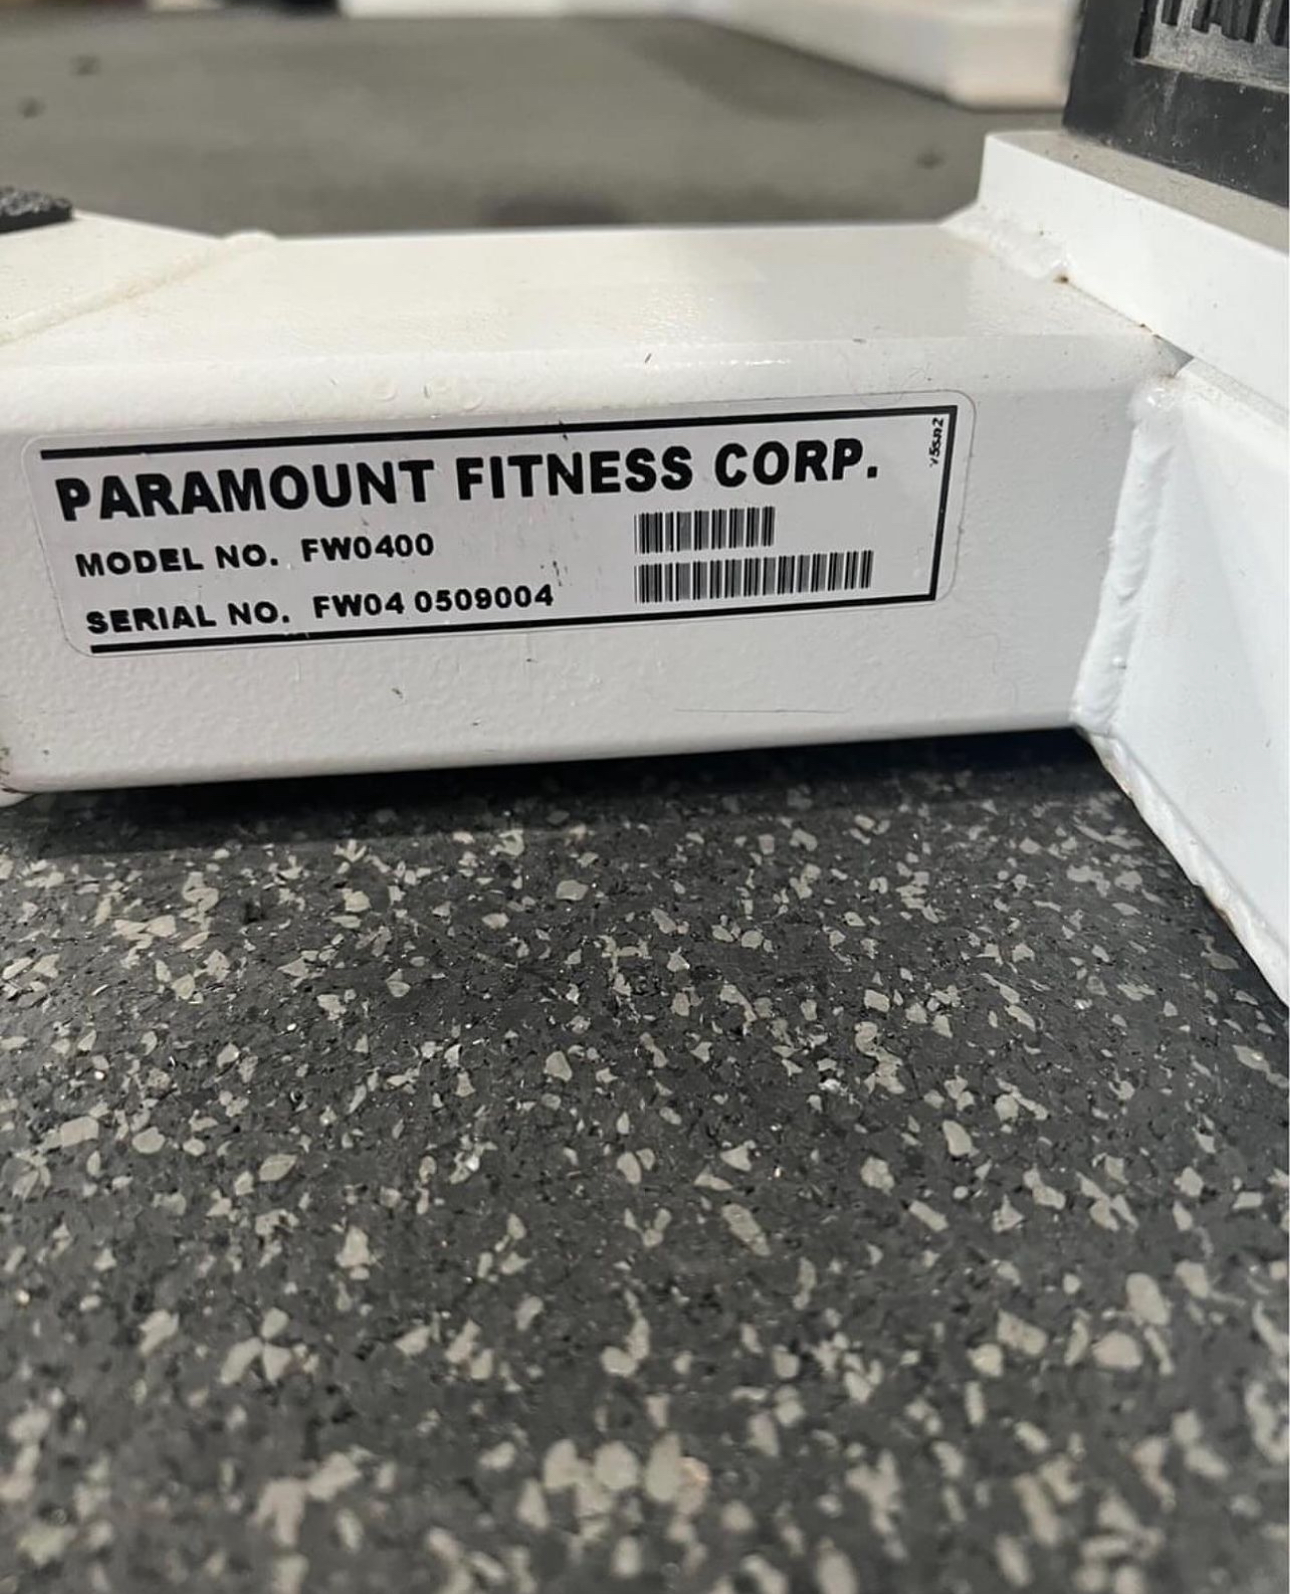 PARAMOUNT FITNESS CORP.
MODEL NO. FW0400
SERIAL NO. FW04 0509004